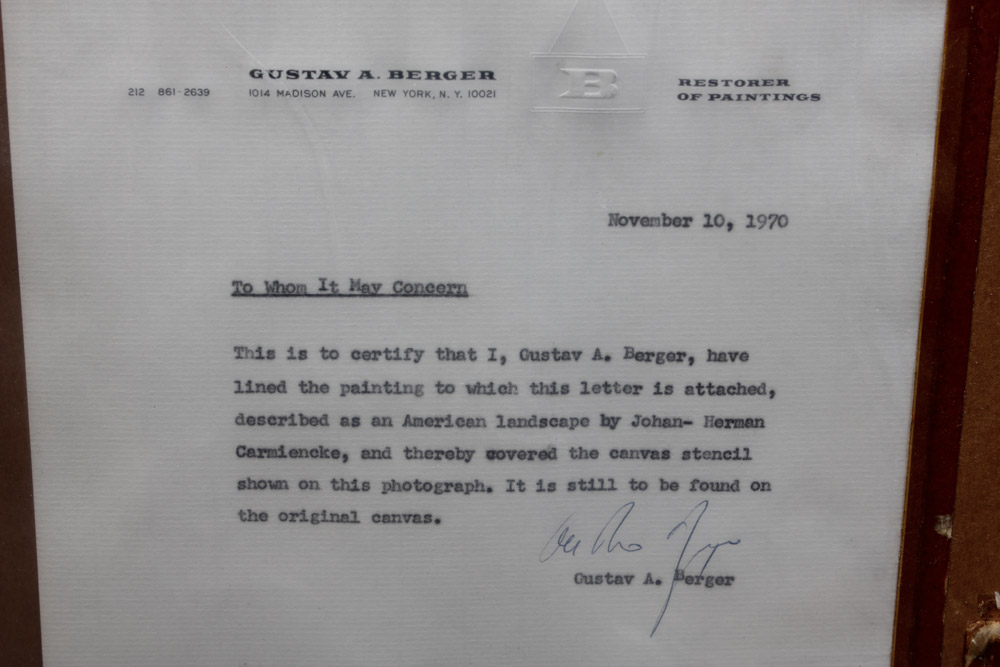 GUSTAV A. BERGER
212 861-2639 1014 MADISON AVE. NEW YORK, N. Y. 10021
B
RESTORER
OF PAINTINGS
November 10, 1970
To Whom It May Concern
This is to certify that I, Gustav A. Berger, have
lined the painting to which this letter is attached,
described as an American landscape by Johan- Herman
Carmiencke, and thereby covered the canvas stencil
shown on this photograph. It is still to be found on
the original canvas.
Gustav A. Berger